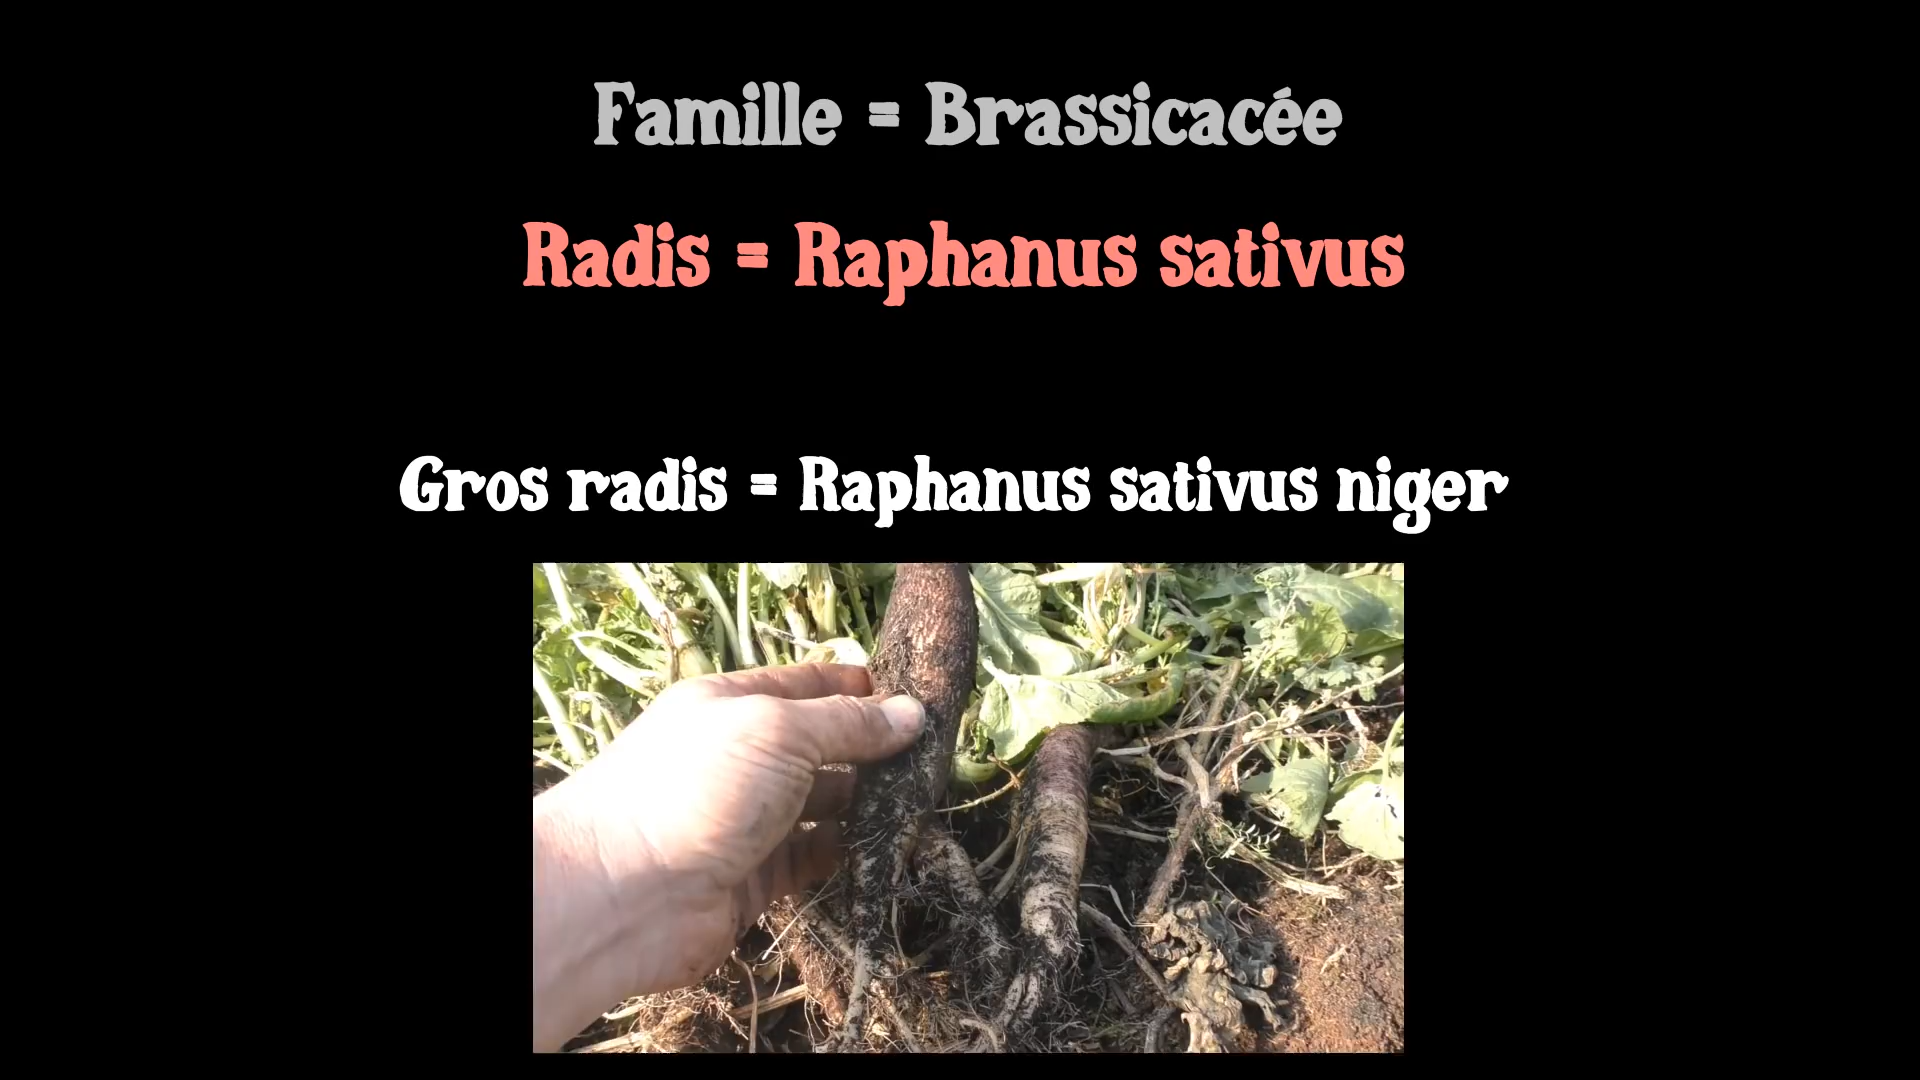 Famille = Brassicacée
Radis = Raphanus sativus
Gros radis = Raphanus sativus niger